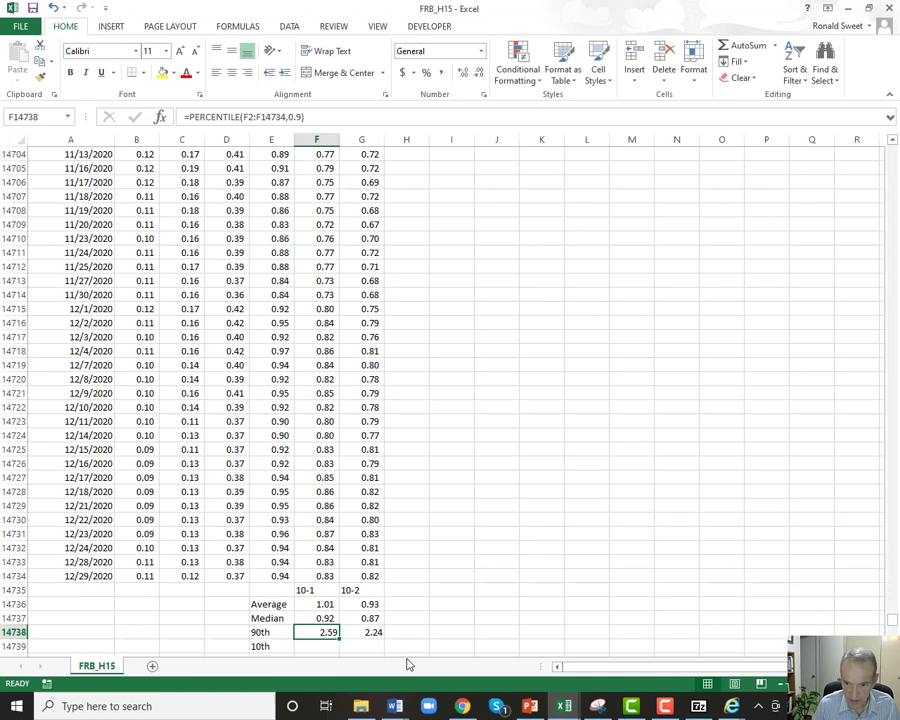 FRB_H15 - Excel
FILE HOME INSERT PAGE LAYOUT FORMULAS DATA REVIEW VIEW DEVELOPER Ronald Sweet
Paste Calibri 11 Wrap Text General AutoSum
B I U A Merge & Center $ % , Conditional Formatting Format as Table Cell Styles Insert Delete Format Fill Clear Sort & Filter Find & Select
Clipboard Font Alignment Number Styles Cells Editing
F14738 fx =PERCENTILE(F2:F14734,0.9)
A B C D E F G H I J K L M N O P Q R
14704 11/13/2020 0.12 0.17 0.41 0.89 0.77 0.72
14705 11/16/2020 0.12 0.19 0.41 0.91 0.79 0.72
14706 11/17/2020 0.12 0.18 0.39 0.87 0.75 0.69
14707 11/18/2020 0.11 0.16 0.40 0.88 0.77 0.72
14708 11/19/2020 0.11 0.18 0.39 0.86 0.75 0.68
14709 11/20/2020 0.11 0.16 0.38 0.83 0.72 0.67
14710 11/23/2020 0.10 0.16 0.39 0.86 0.76 0.70
14711 11/24/2020 0.11 0.16 0.39 0.88 0.77 0.72
14712 11/25/2020 0.11 0.17 0.39 0.88 0.77 0.71
14713 11/27/2020 0.11 0.16 0.37 0.84 0.73 0.68
14714 11/30/2020 0.11 0.16 0.36 0.84 0.73 0.68
14715 12/1/2020 0.12 0.17 0.42 0.92 0.80 0.75
14716 12/2/2020 0.11 0.16 0.42 0.95 0.84 0.79
14717 12/3/2020 0.10 0.16 0.40 0.92 0.82 0.76
14718 12/4/2020 0.11 0.16 0.42 0.97 0.86 0.81
14719 12/7/2020 0.10 0.14 0.40 0.94 0.84 0.80
14720 12/8/2020 0.10 0.14 0.39 0.92 0.82 0.78
14721 12/9/2020 0.10 0.16 0.41 0.95 0.85 0.79
14722 12/10/2020 0.10 0.14 0.39 0.92 0.82 0.78
14723 12/11/2020 0.10 0.11 0.37 0.90 0.80 0.79
14724 12/14/2020 0.10 0.13 0.37 0.90 0.80 0.77
14725 12/15/2020 0.09 0.11 0.37 0.92 0.83 0.81
14726 12/16/2020 0.09 0.13 0.37 0.92 0.83 0.79
14727 12/17/2020 0.09 0.13 0.38 0.94 0.85 0.81
14728 12/18/2020 0.09 0.13 0.39 0.95 0.86 0.82
14729 12/21/2020 0.09 0.13 0.38 0.95 0.86 0.82
14730 12/22/2020 0.09 0.13 0.37 0.93 0.84 0.80
14731 12/23/2020 0.09 0.13 0.38 0.96 0.87 0.83
14732 12/24/2020 0.10 0.13 0.37 0.94 0.84 0.81
14733 12/28/2020 0.11 0.13 0.38 0.94 0.83 0.81
14734 12/29/2020 0.11 0.12 0.37 0.94 0.83 0.82
14735 10-1 10-2
14736 Average 1.01 0.93
14737 Median 0.92 0.87
14738 90th 2.59 2.24
14739 10th
FRB_H15
READY
Type here to search